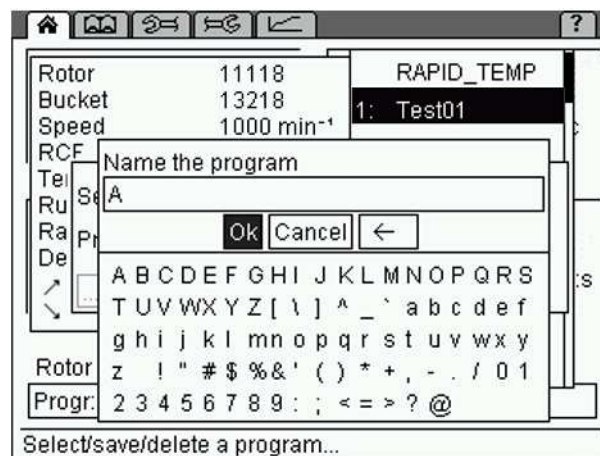 ?
Rotor 11118
Bucket 13218
Speed 1000 min⁻¹
RCF
RAPID_TEMP
1: Test01
Name the program
A
Ok Cancel ←
A B C D E F G H I J K L M N O P Q R S
T U V W X Y Z [ \ ] ^ _ ` a b c d e f
g h i j k l m n o p q r s t u v w x y
z ! " # $ % & ' ( ) * + , - . / 0 1
2 3 4 5 6 7 8 9 : ; < = > ? @
Rotor
Progr:
Select/save/delete a program...